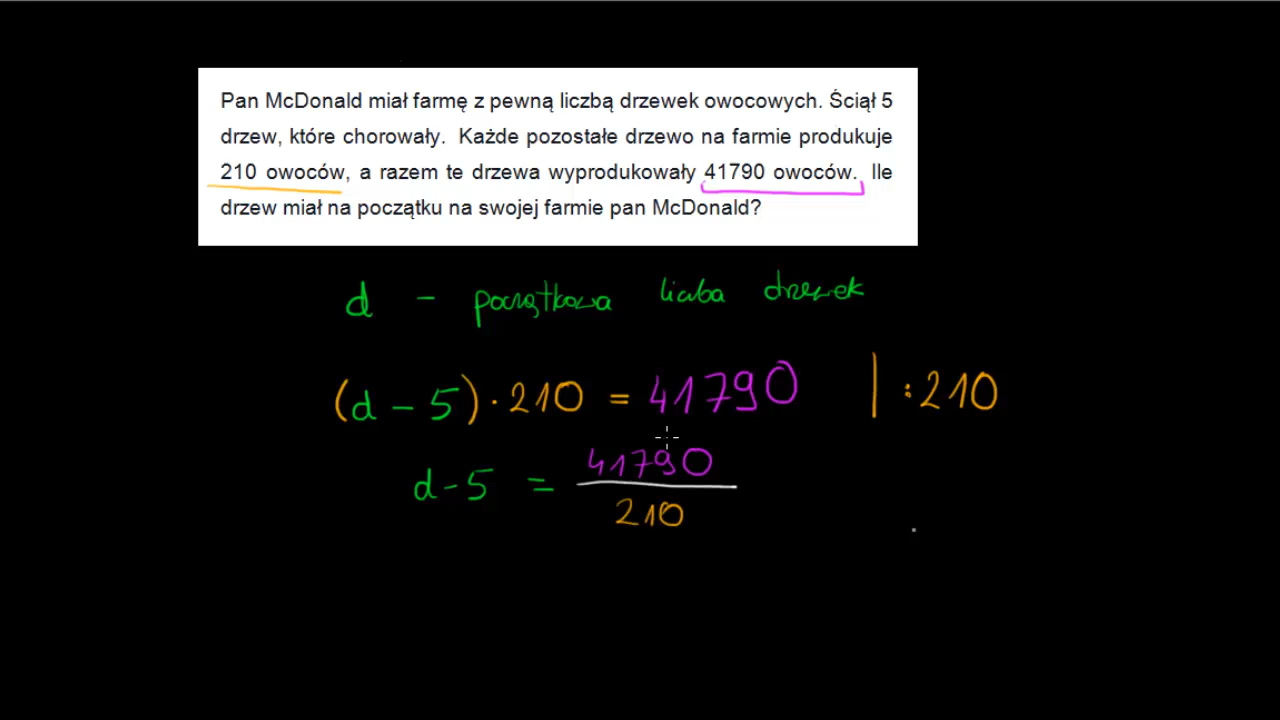 Pan McDonald miał farmę z pewną liczbą drzewek owocowych. Ściął 5
drzew, które chorowały. Każde pozostałe drzewo na farmie produkuje
210 owoców, a razem te drzewa wyprodukowały 41790 owoców. Ile
drzew miał na początku na swojej farmie pan McDonald?
d - początkowa liczba drzewek
(d - 5) · 210 = 41790 | : 210
d - 5 = 41790
210